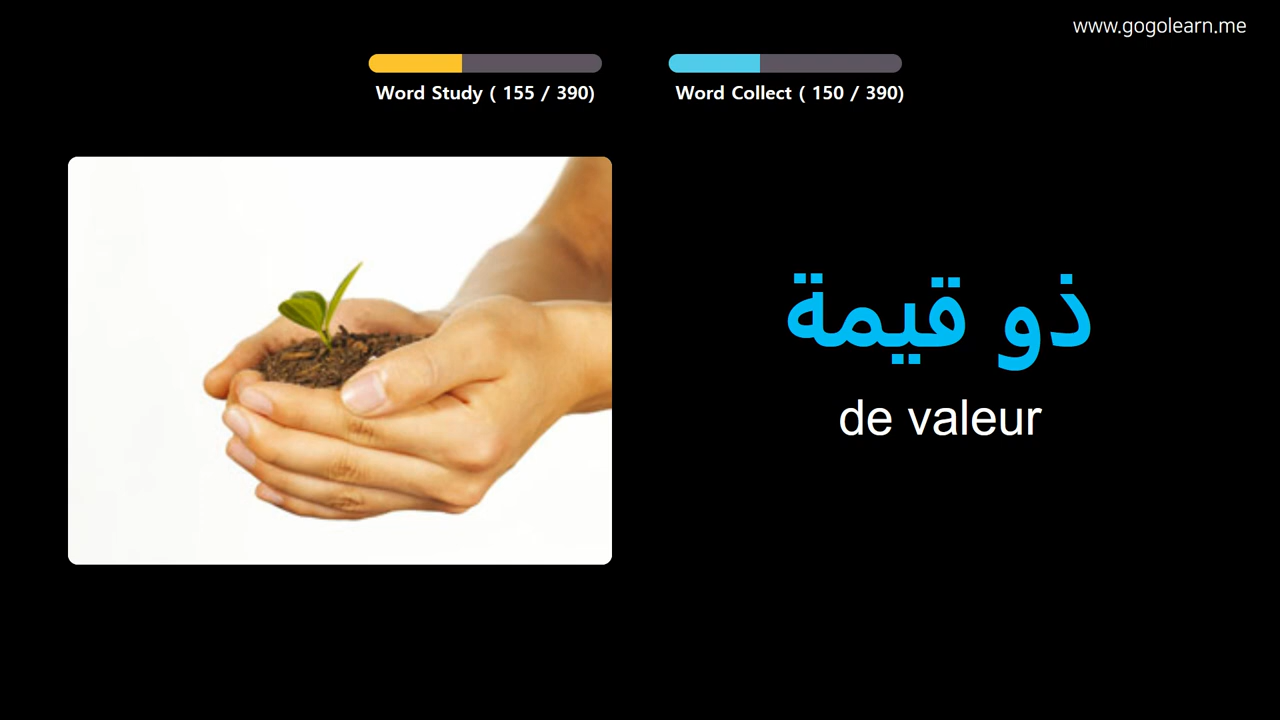 www.gogolearn.me
Word Study ( 155 / 390)
Word Collect ( 150 / 390)
ذو قيمة
de valeur